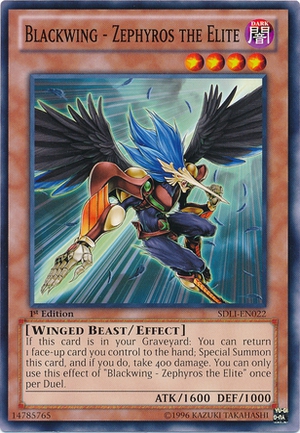 BLACKWING - ZEPHYROS THE ELITE
DARK
闇
1st Edition
SDLI-EN022
[WINGED BEAST/EFFECT]
If this card is in your Graveyard: You can return
a face-up card you control to the hand; Special Summon
this card, and if you do, take 400 damage. You can only
use this effect of "Blackwing - Zephyros the Elite" once
per Duel.
ATK/1600 DEF/1000
14785765
©1996 KAZUKI TAKAHASHI